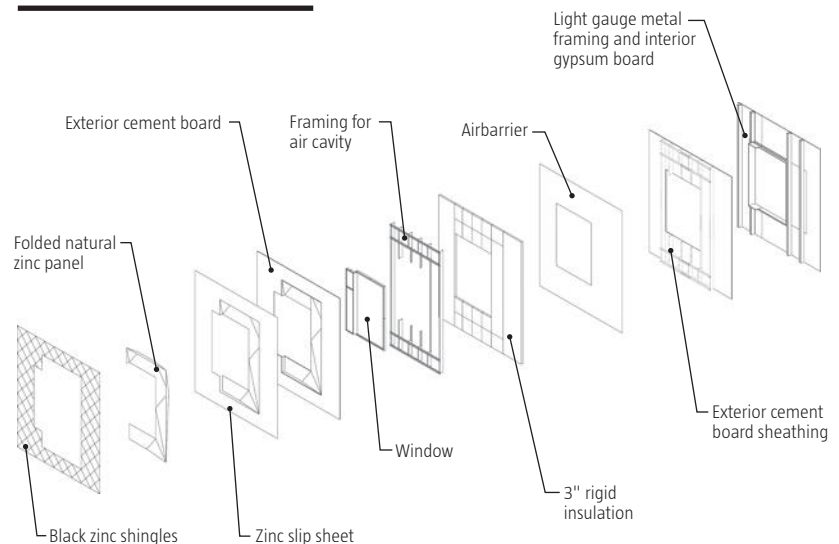 Light gauge metal
framing and interior
gypsum board
Exterior cement board
Framing for
air cavity
Airbarrier
Folded natural
zinc panel
Exterior cement
board sheathing
Window
3" rigid
insulation
Black zinc shingles
Zinc slip sheet